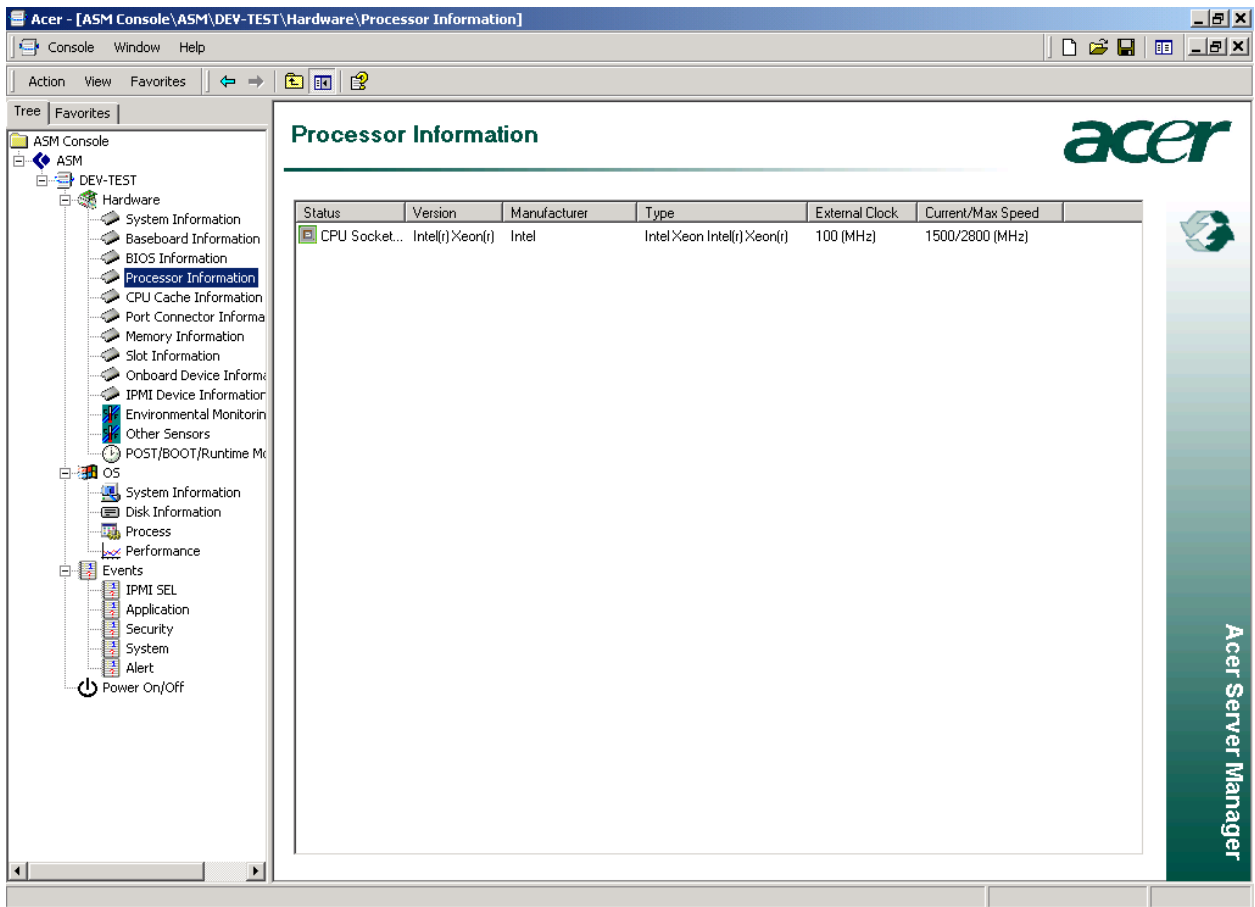 Acer - [ASM Console\ASM\DEV-TEST\Hardware\Processor Information]
Console Window Help
Action View Favorites
Tree Favorites
ASM Console
ASM
DEV-TEST
Hardware
System Information
Baseboard Information
BIOS Information
Processor Information
CPU Cache Information
Port Connector Informa
Memory Information
Slot Information
Onboard Device Informa
IPMI Device Information
Environmental Monitorin
Other Sensors
POST/BOOT/Runtime Mo
OS
System Information
Disk Information
Process
Performance
Events
IPMI SEL
Application
Security
System
Alert
Power On/Off
Processor Information
acer
Status Version Manufacturer Type External Clock Current/Max Speed
CPU Socket... Intel(r) Xeon(r) Intel Intel Xeon Intel(r) Xeon(r) 100 (MHz) 1500/2800 (MHz)
Acer Server Manager